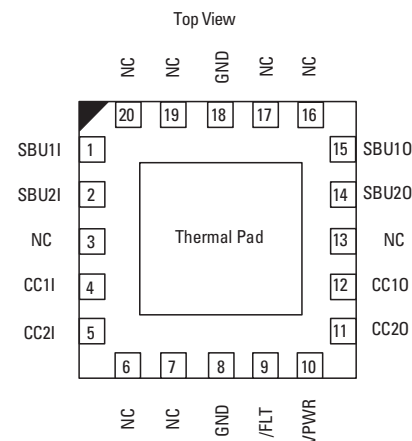 Top View
NC NC GND NC NC
20 19 18 17 16
SBU1I 1 15 SBU1O
SBU2I 2 14 SBU2O
NC 3 Thermal Pad 13 NC
CC1I 4 12 CC1O
CC2I 5 11 CC2O
6 7 8 9 10
NC NC GND /FLT /PWR